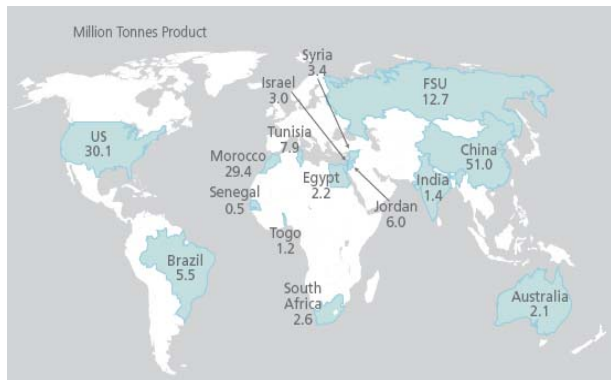 Million Tonnes Product
Syria
3.4
Israel
3.0
FSU
12.7
US
30.1
Tunisia
7.9
China
51.0
Morocco
29.4
Egypt
2.2
India
1.4
Senegal
0.5
Jordan
6.0
Togo
1.2
Brazil
5.5
South
Africa
2.6
Australia
2.1